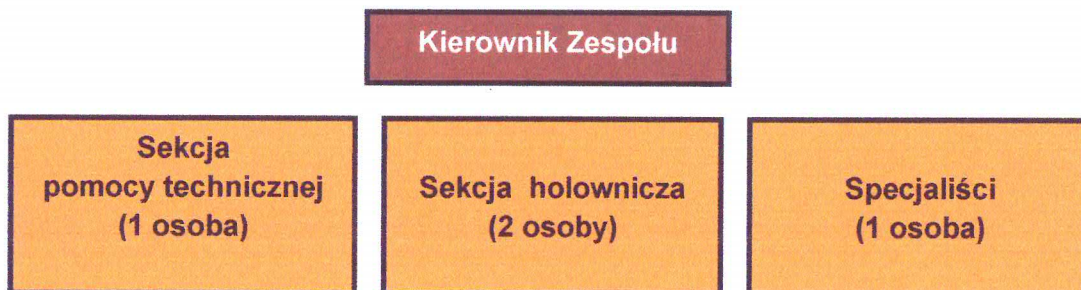 Kierownik Zespołu
Sekcja
pomocy technicznej
(1 osoba)
Sekcja holownicza
(2 osoby)
Specjaliści
(1 osoba)